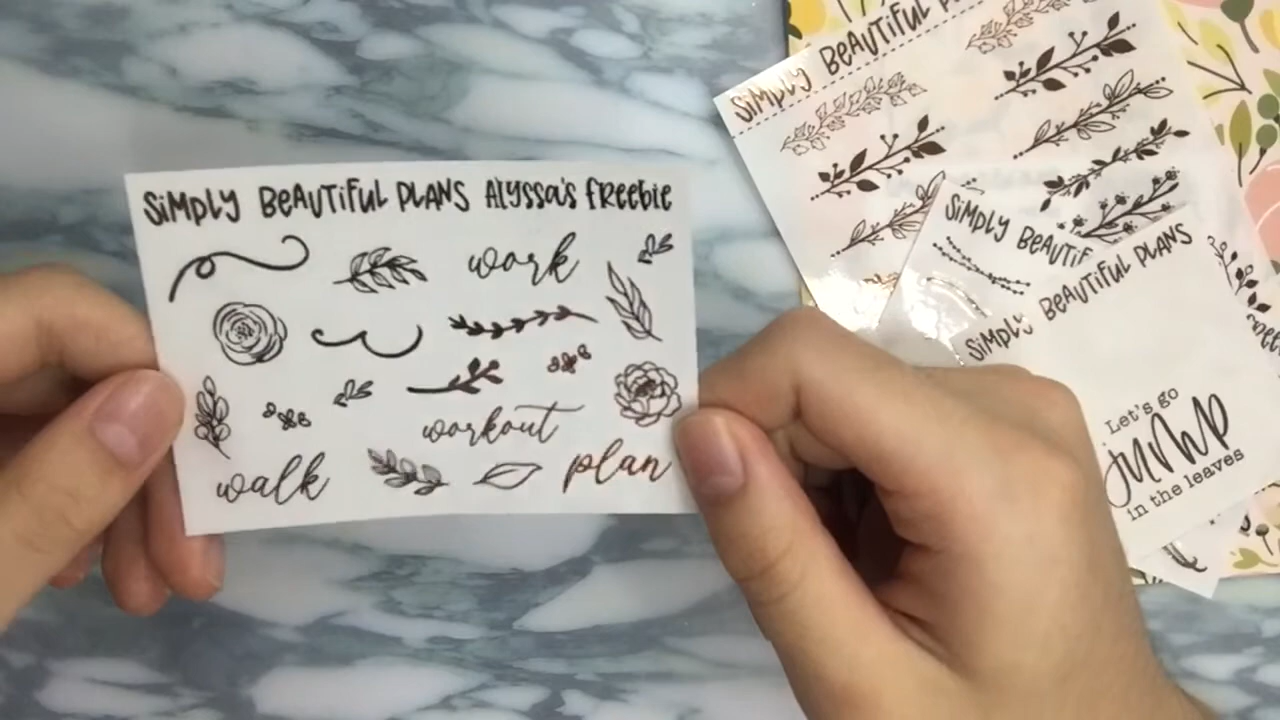 SiMPLY BEAUTiFUL PLANS Alyssa's freebie
work
workout
walk
plan
SiMPLY BEAUTiFUL
SiMPLY
SiMPLY BEAUTiFUL PLANS
Let's go
jump
in the leaves